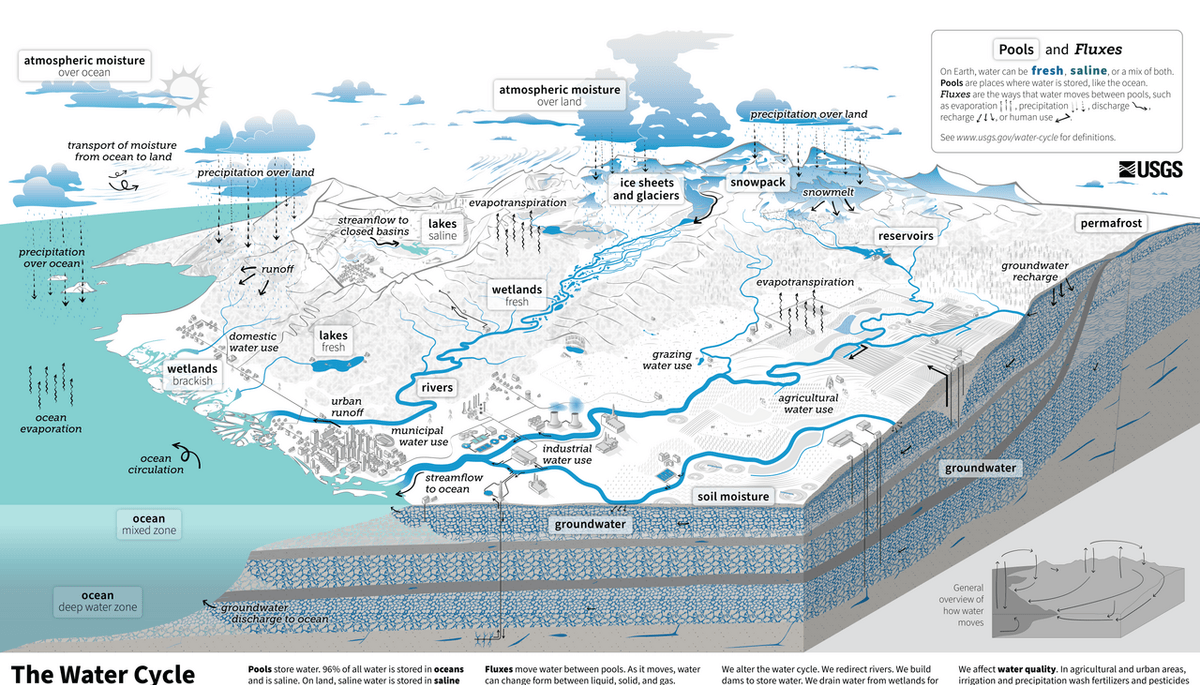 atmospheric moisture
over ocean
atmospheric moisture
over land
Pools and Fluxes
On Earth, water can be fresh, saline, or a mix of both.
Pools are places where water is stored, like the ocean.
Fluxes are the ways that water moves between pools, such
as evaporation, precipitation, discharge,
recharge, or human use
See www.usgs.gov/water-cycle for definitions.
USGS
precipitation over land
transport of moisture
from ocean to land
precipitation over land
ice sheets
and glaciers
snowpack
snowmelt
evapotranspiration
streamflow to
closed basins
lakes
saline
permafrost
reservoirs
precipitation
over ocean
runoff
groundwater
recharge
wetlands
fresh
evapotranspiration
domestic
water use
lakes
fresh
grazing
water use
wetlands
brackish
rivers
urban
runoff
agricultural
water use
ocean
evaporation
municipal
water use
industrial
water use
ocean
circulation
streamflow
to ocean
groundwater
soil moisture
ocean
mixed zone
groundwater
ocean
deep water zone
groundwater
discharge to ocean
General
overview of
how water
moves
The Water Cycle
Pools store water. 96% of all water is stored in oceans
and is saline. On land, saline water is stored in saline
Fluxes move water between pools. As it moves, water
can change form between liquid, solid, and gas.
We alter the water cycle. We redirect rivers. We build
dams to store water. We drain water from wetlands for
We affect water quality. In agricultural and urban areas,
irrigation and precipitation wash fertilizers and pesticides